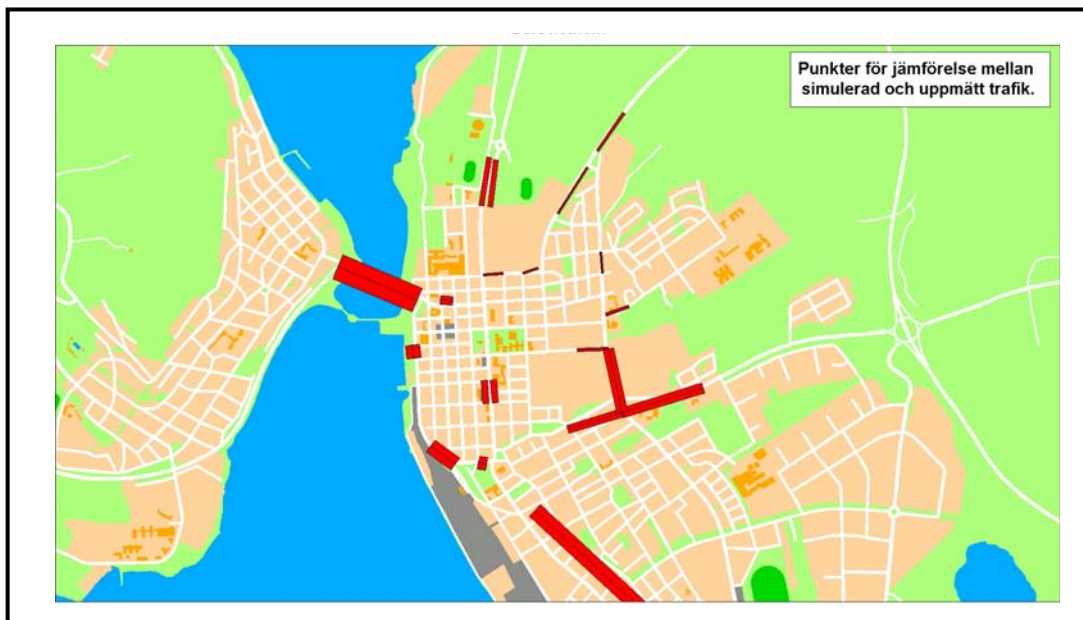 Punkter för jämförelse mellan
simulerad och uppmätt trafik.